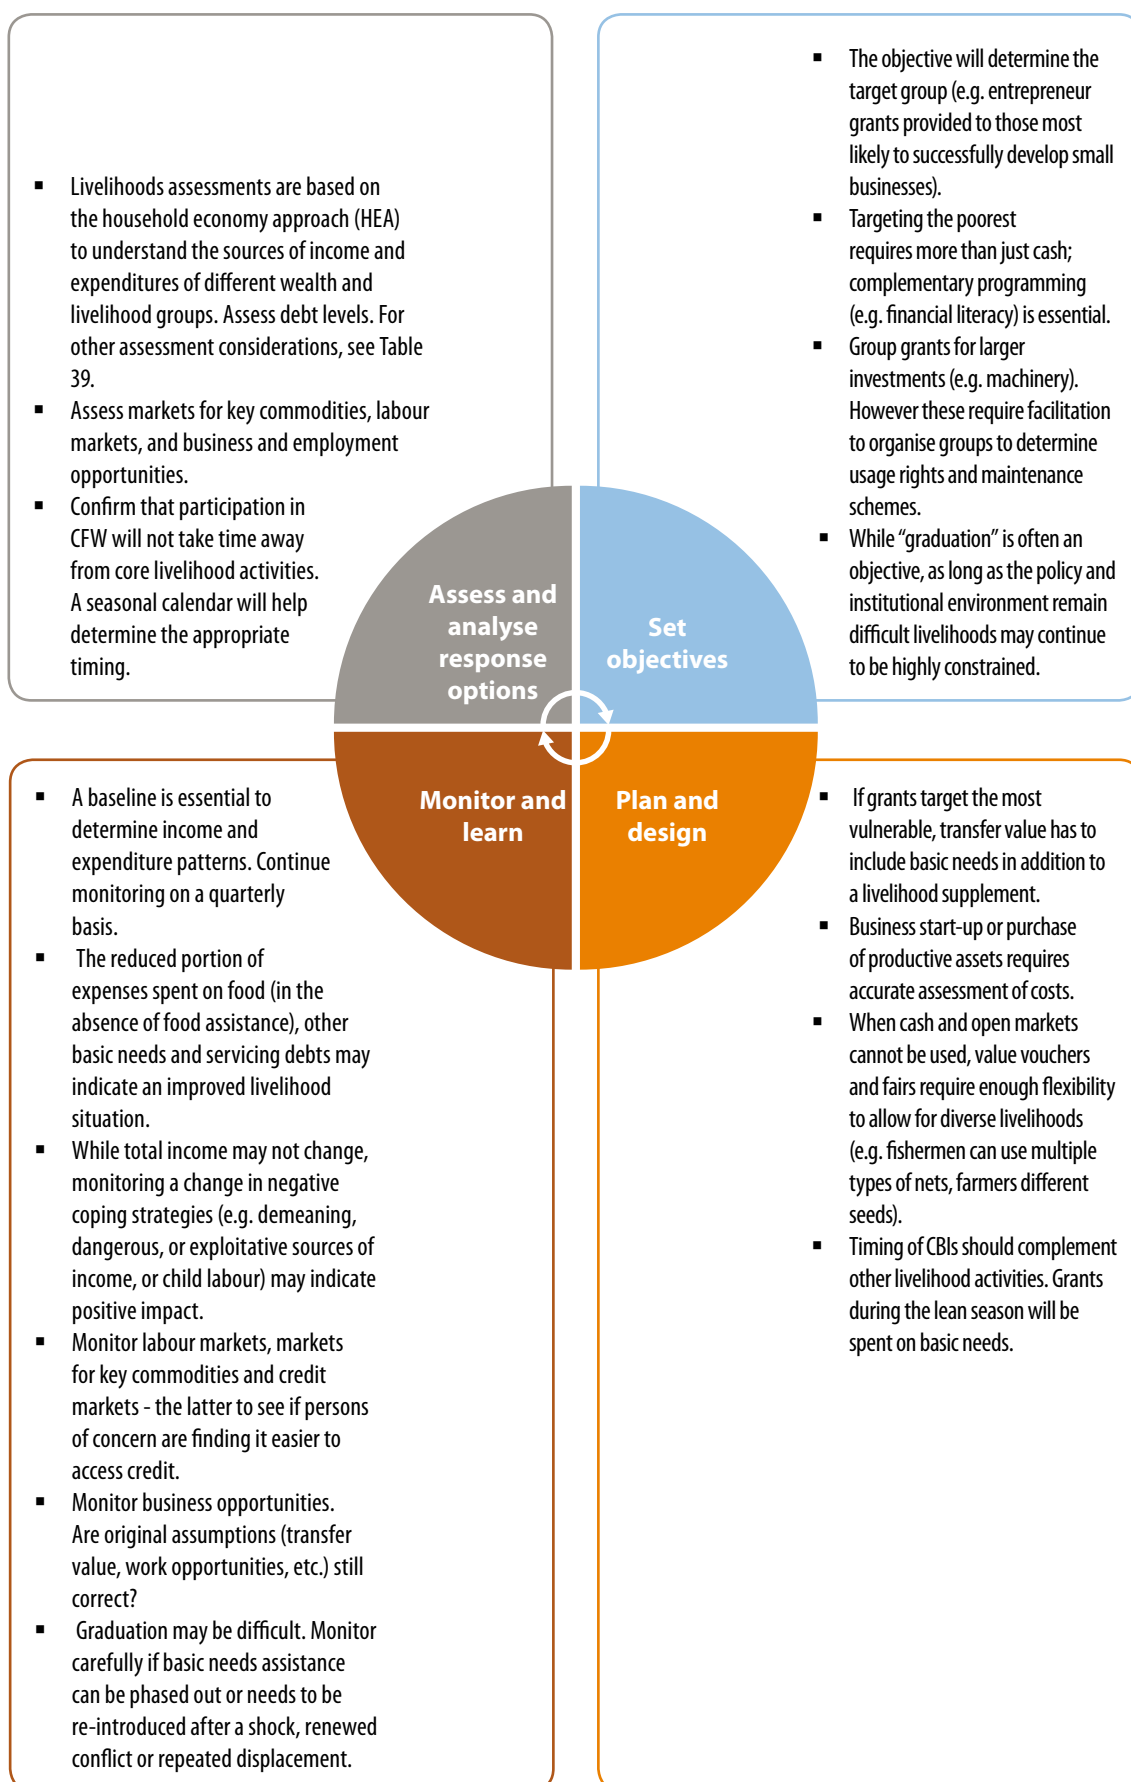 ▪ Livelihoods assessments are based on
the household economy approach (HEA)
to understand the sources of income and
expenditures of different wealth and
livelihood groups. Assess debt levels. For
other assessment considerations, see Table
39.
▪ Assess markets for key commodities, labour
markets, and business and employment
opportunities.
▪ Confirm that participation in
CFW will not take time away
from core livelihood activities.
A seasonal calendar will help
determine the appropriate
timing.
▪ The objective will determine the
target group (e.g. entrepreneur
grants provided to those most
likely to successfully develop small
businesses).
▪ Targeting the poorest
requires more than just cash;
complementary programming
(e.g. financial literacy) is essential.
▪ Group grants for larger
investments (e.g. machinery).
However these require facilitation
to organise groups to determine
usage rights and maintenance
schemes.
▪ While “graduation” is often an
objective, as long as the policy and
institutional environment remain
difficult livelihoods may continue
to be highly constrained.
Assess and
analyse
response
options
Set
objectives
Monitor and
learn
Plan and
design
▪ A baseline is essential to
determine income and
expenditure patterns. Continue
monitoring on a quarterly
basis.
▪ The reduced portion of
expenses spent on food (in the
absence of food assistance), other
basic needs and servicing debts may
indicate an improved livelihood
situation.
▪ While total income may not change,
monitoring a change in negative
coping strategies (e.g. demeaning,
dangerous, or exploitative sources of
income, or child labour) may indicate
positive impact.
▪ Monitor labour markets, markets
for key commodities and credit
markets - the latter to see if persons
of concern are finding it easier to
access credit.
▪ Monitor business opportunities.
Are original assumptions (transfer
value, work opportunities, etc.) still
correct?
▪ Graduation may be difficult. Monitor
carefully if basic needs assistance
can be phased out or needs to be
re-introduced after a shock, renewed
conflict or repeated displacement.
▪ If grants target the most
vulnerable, transfer value has to
include basic needs in addition to
a livelihood supplement.
▪ Business start-up or purchase
of productive assets requires
accurate assessment of costs.
▪ When cash and open markets
cannot be used, value vouchers
and fairs require enough flexibility
to allow for diverse livelihoods
(e.g. fishermen can use multiple
types of nets, farmers different
seeds).
▪ Timing of CBIs should complement
other livelihood activities. Grants
during the lean season will be
spent on basic needs.